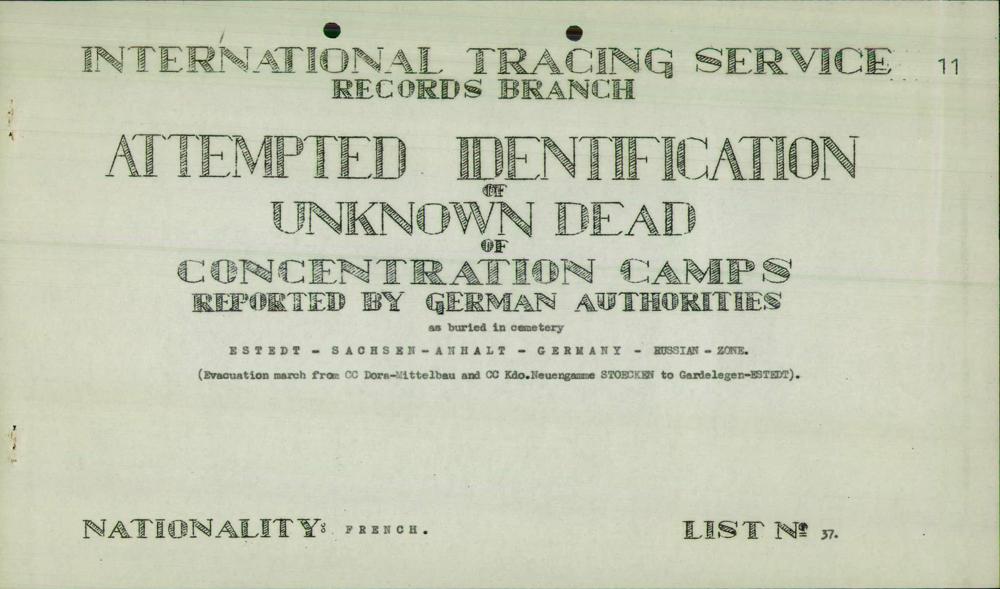 INTERNATIONAL TRACING SERVICE 11
RECORDS BRANCH
ATTEMPTED IDENTIFICATION
OF
UNKNOWN DEAD
OF
CONCENTRATION CAMPS
REPORTED BY GERMAN AUTHORITIES
as buried in cemetery
ESTEDT - SACHSEN-ANHALT - GERMANY - RUSSIAN - ZONE.
(Evacuation march from CC Dora-Mittelbau and CC Kdo.Neuengamme STOECKEN to Gardelegen-ESTEDT).
NATIONALITY: FRENCH. LIST Nº 37.